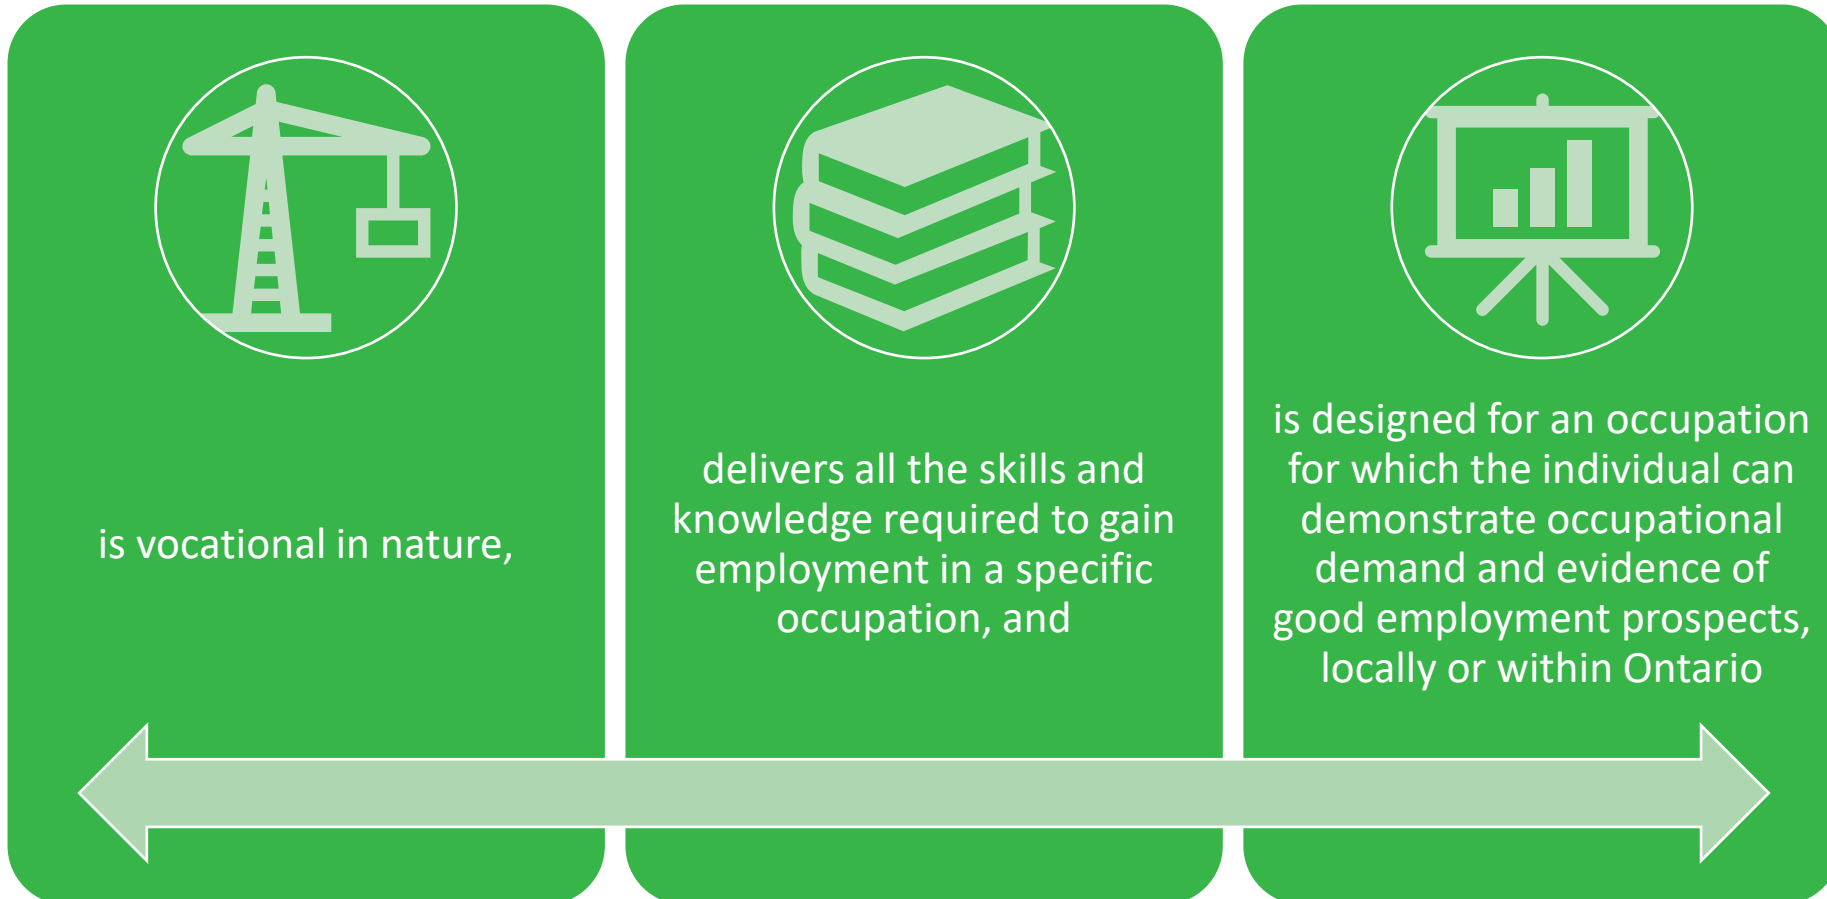 is vocational in nature,
delivers all the skills and
knowledge required to gain
employment in a specific
occupation, and
is designed for an occupation
for which the individual can
demonstrate occupational
demand and evidence of
good employment prospects,
locally or within Ontario